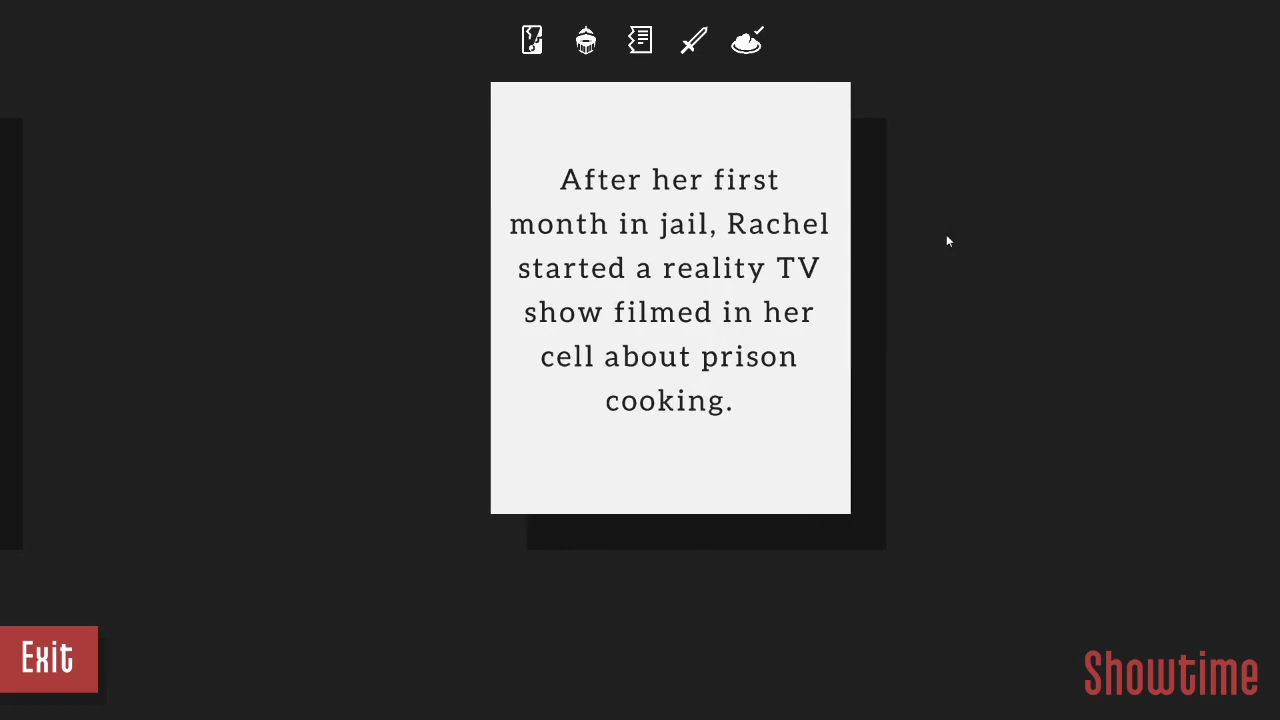 After her first
month in jail, Rachel
started a reality TV
show filmed in her
cell about prison
cooking.
Exit
Showtime